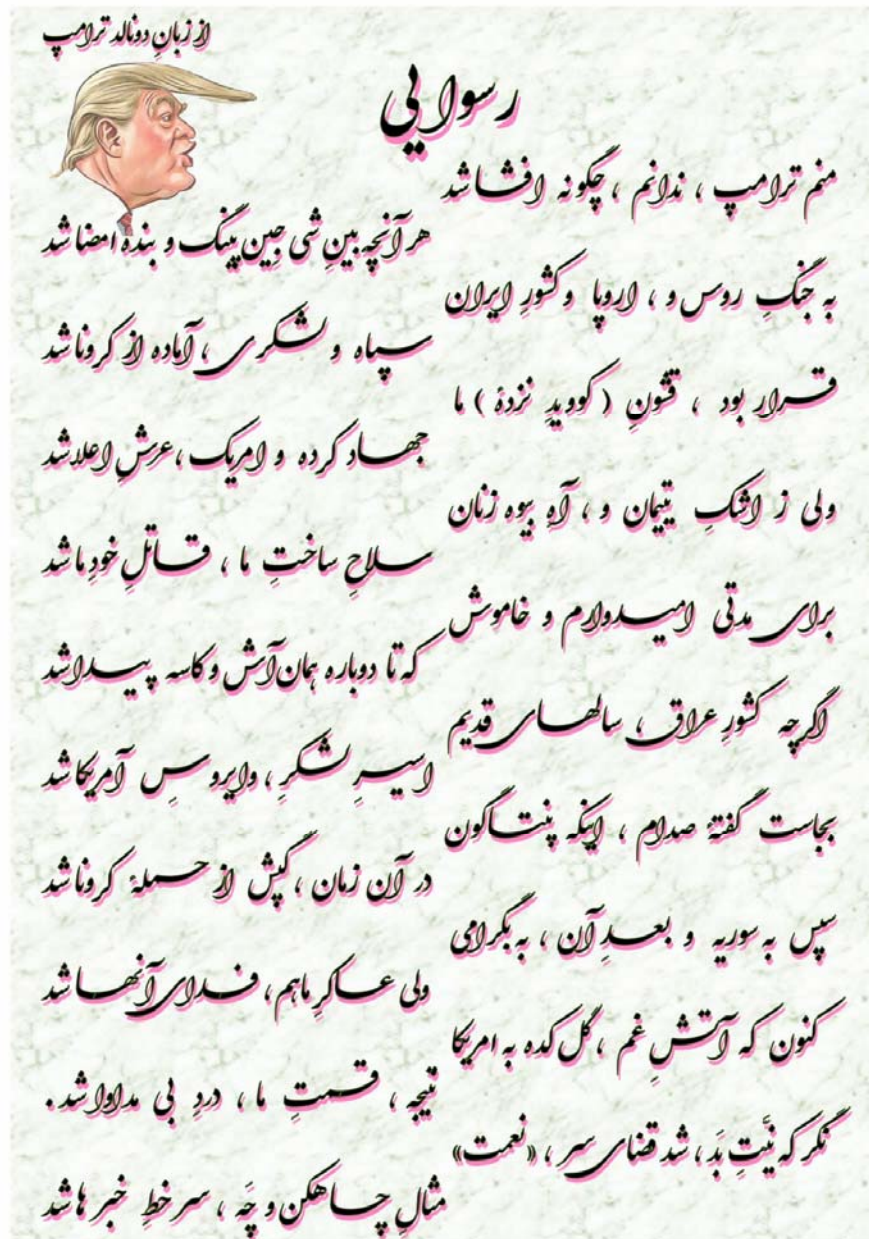 از زبانِ دونالد ترامپ
رسوایی
منم ترامپ ، ندانم ، چگونه افشا شد
هر آنچه بینِ شی جِین پینگ و بنده امضا شد
به جنگِ روس و ، اروپا و کشورِ ایران
سپاه و لشکری ، آماده از کرونا شد
قرار بود ، قشونِ ( کوویدِ نزدهٔ ) ما
جهاد کرده و امریک ، عرشِ اعلا شد
ولی ز اشکِ یتیمان و ، آهِ بیوه زنان
سلاحِ ساختِ ما ، قاتلِ خودِ ما شد
برای مدتی امیدوارم و خاموش
که تا دوباره همان آش و کاسه پیدا شد
اگرچه کشورِ عراق ، سالهای قدیم
اسیرِ لشکرِ ، وایروسِ آمریکا شد
بجاست گفتهٔ صدام ، اینکه پنتاگون
در آن زمان ، کَپش از حملهٔ کرونا شد
سپس به سوریه و بعدِ آن ، به بگرامی
ولی عساکرِ ما هم ، فدای آنها شد
کنون که آتشِ غم ، گل کده به امریکا
نتیجه ، قسمتِ ما ، دردِ بی مداوا شد .
نگر که نیَّتِ بَد ، شد قضای سر ، «نعمت»
مثالِ چاهکن و چَه ، سرخطِ خبر ها شد